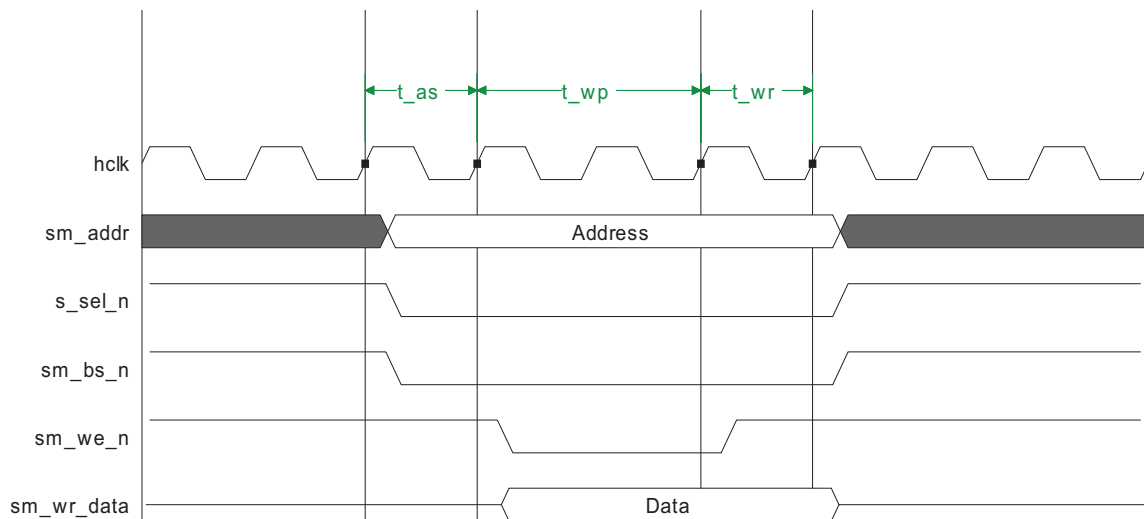 t_as t_wp t_wr
hclk
sm_addr Address
s_sel_n
sm_bs_n
sm_we_n
sm_wr_data Data